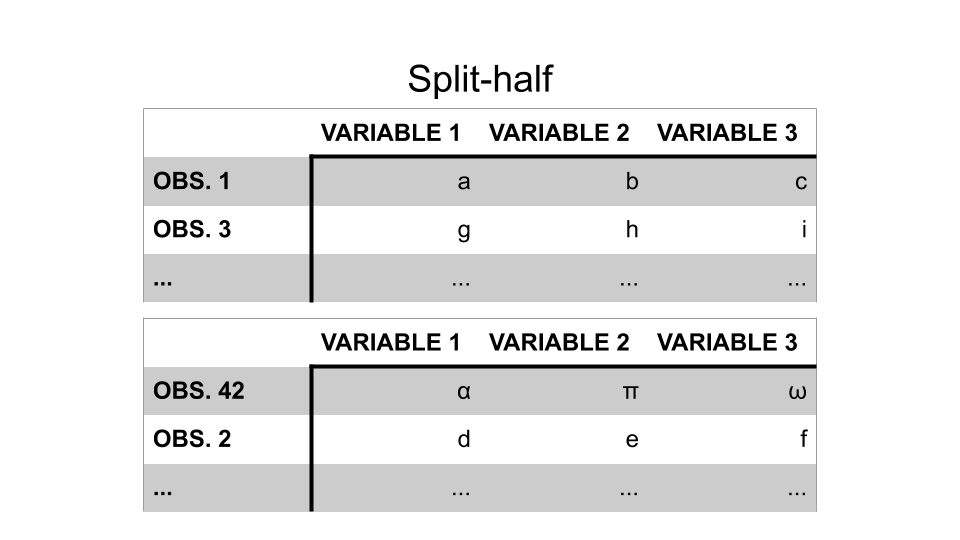 Split-half
VARIABLE 1 VARIABLE 2 VARIABLE 3
OBS. 1 a b c
OBS. 3 g h i
... ... ... ...
VARIABLE 1 VARIABLE 2 VARIABLE 3
OBS. 42 α π ω
OBS. 2 d e f
... ... ... ...